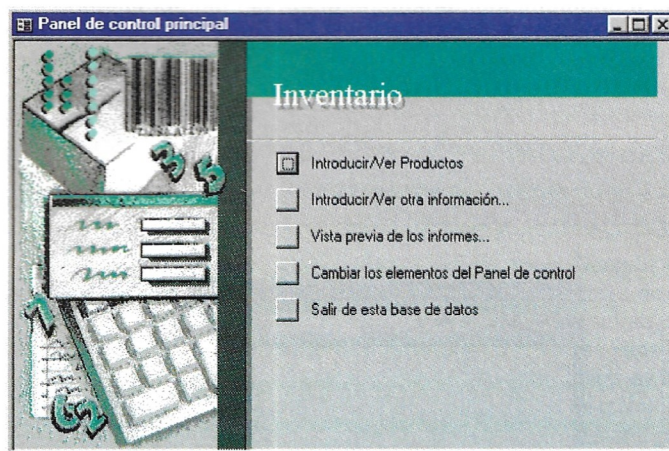 Panel de control principal
Inventario
Introducir/Ver Productos
Introducir/Ver otra información...
Vista previa de los informes...
Cambiar los elementos del Panel de control
Salir de esta base de datos